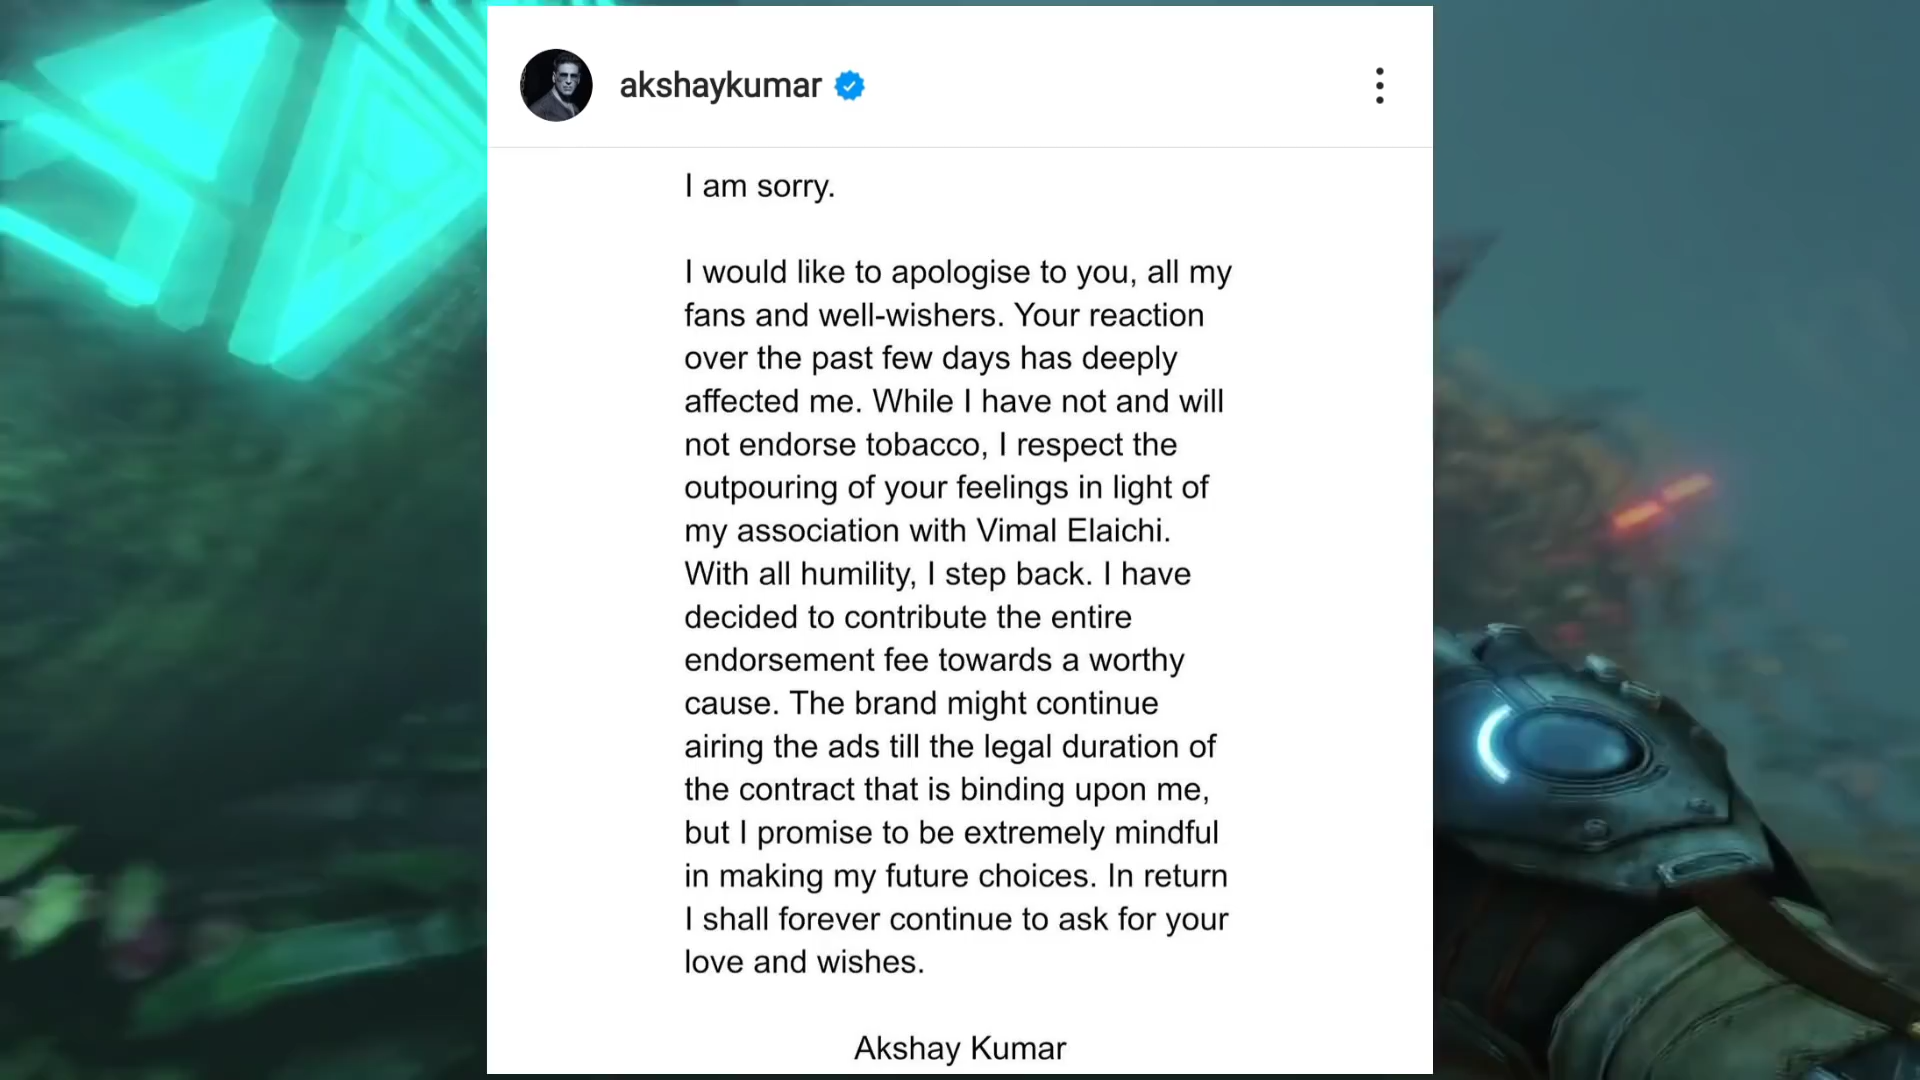 akshaykumar
I am sorry.
I would like to apologise to you, all my
fans and well-wishers. Your reaction
over the past few days has deeply
affected me. While I have not and will
not endorse tobacco, I respect the
outpouring of your feelings in light of
my association with Vimal Elaichi.
With all humility, I step back. I have
decided to contribute the entire
endorsement fee towards a worthy
cause. The brand might continue
airing the ads till the legal duration of
the contract that is binding upon me,
but I promise to be extremely mindful
in making my future choices. In return
I shall forever continue to ask for your
love and wishes.
Akshay Kumar